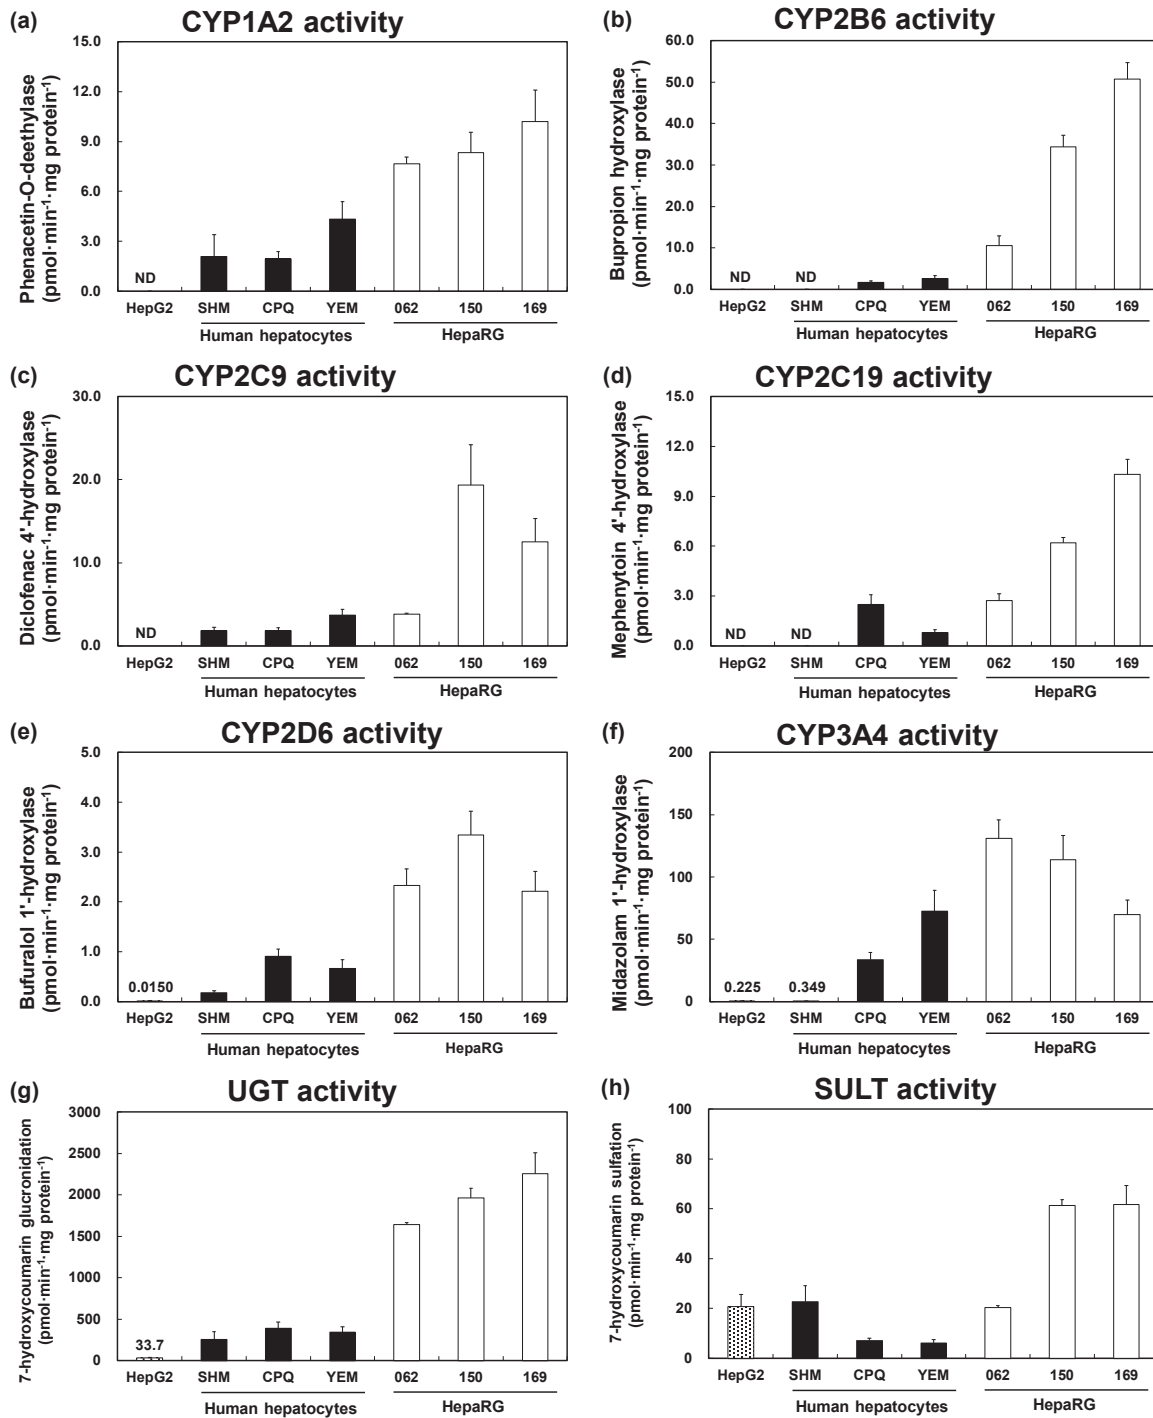 (a) CYP1A2 activity
Phenacetin-O-deethylase
(pmol·min-1·mg protein-1)
15.0
12.0
9.0
6.0
3.0
0.0
ND
HepG2 SHM CPQ YEM 062 150 169
Human hepatocytes HepaRG
(b) CYP2B6 activity
Bupropion hydroxylase
(pmol·min-1·mg protein-1)
60.0
50.0
40.0
30.0
20.0
10.0
0.0
ND ND
HepG2 SHM CPQ YEM 062 150 169
Human hepatocytes HepaRG
(c) CYP2C9 activity
Diclofenac 4'-hydroxylase
(pmol·min-1·mg protein-1)
30.0
20.0
10.0
0.0
ND
HepG2 SHM CPQ YEM 062 150 169
Human hepatocytes HepaRG
(d) CYP2C19 activity
Mephenytoin 4'-hydroxylase
(pmol·min-1·mg protein-1)
15.0
12.0
9.0
6.0
3.0
0.0
ND ND
HepG2 SHM CPQ YEM 062 150 169
Human hepatocytes HepaRG
(e) CYP2D6 activity
Bufuralol 1'-hydroxylase
(pmol·min-1·mg protein-1)
5.0
4.0
3.0
2.0
1.0
0.0
0.0150
HepG2 SHM CPQ YEM 062 150 169
Human hepatocytes HepaRG
(f) CYP3A4 activity
Midazolam 1'-hydroxylase
(pmol·min-1·mg protein-1)
200
150
100
50
0
0.225 0.349
HepG2 SHM CPQ YEM 062 150 169
Human hepatocytes HepaRG
(g) UGT activity
7-hydroxycoumarin glucronidation
(pmol·min-1·mg protein-1)
3000
2500
2000
1500
1000
500
0
33.7
HepG2 SHM CPQ YEM 062 150 169
Human hepatocytes HepaRG
(h) SULT activity
7-hydroxycoumarin sulfation
(pmol·min-1·mg protein-1)
100
80
60
40
20
0
HepG2 SHM CPQ YEM 062 150 169
Human hepatocytes HepaRG